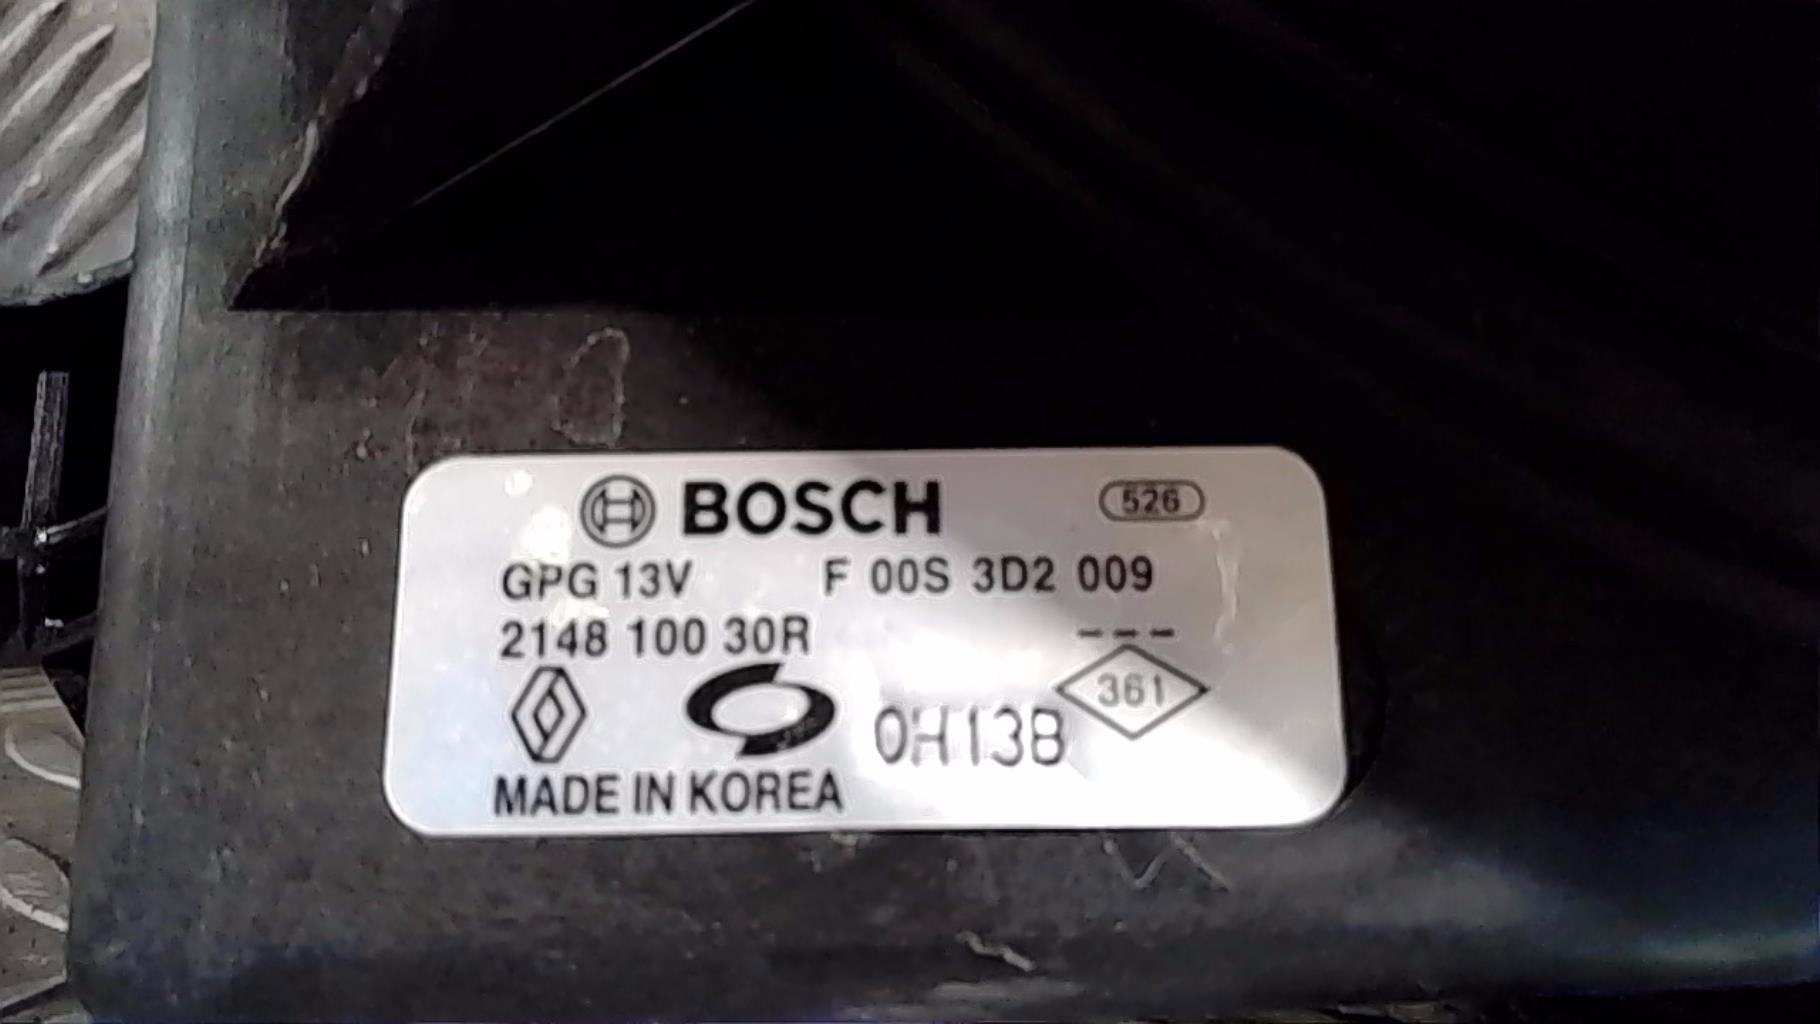 BOSCH 526
GPG 13V F 00S 3D2 009
2148 100 30R ---
361
0H13B
MADE IN KOREA